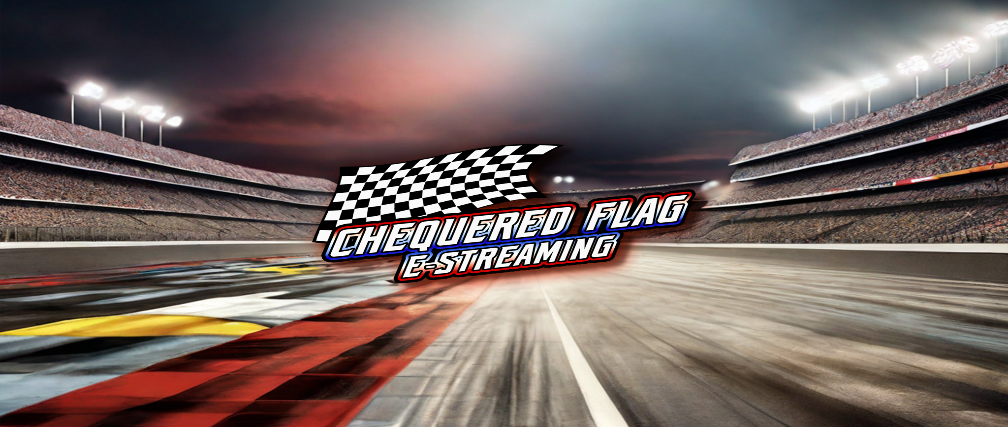 CHEQUERED FLAG
E-STREAMING